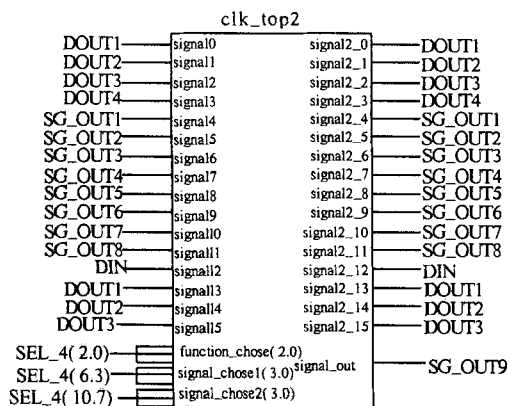 clk_top2
DOUT1 signal0 signal2_0 DOUT1
DOUT2 signal1 signal2_1 DOUT2
DOUT3 signal2 signal2_2 DOUT3
DOUT4 signal3 signal2_3 DOUT4
SG_OUT1 signal4 signal2_4 SG_OUT1
SG_OUT2 signal5 signal2_5 SG_OUT2
SG_OUT3 signal6 signal2_6 SG_OUT3
SG_OUT4 signal7 signal2_7 SG_OUT4
SG_OUT5 signal8 signal2_8 SG_OUT5
SG_OUT6 signal9 signal2_9 SG_OUT6
SG_OUT7 signal10 signal2_10 SG_OUT7
SG_OUT8 signal11 signal2_11 SG_OUT8
DIN signal12 signal2_12 DIN
DOUT1 signal13 signal2_13 DOUT1
DOUT2 signal14 signal2_14 DOUT2
DOUT3 signal15 signal2_15 DOUT3
SEL_4( 2.0) function_chose( 2.0)
signal_out SG_OUT9
SEL_4( 6.3) signal_chose1( 3.0)
SEL_4( 10.7) signal_chose2( 3.0)